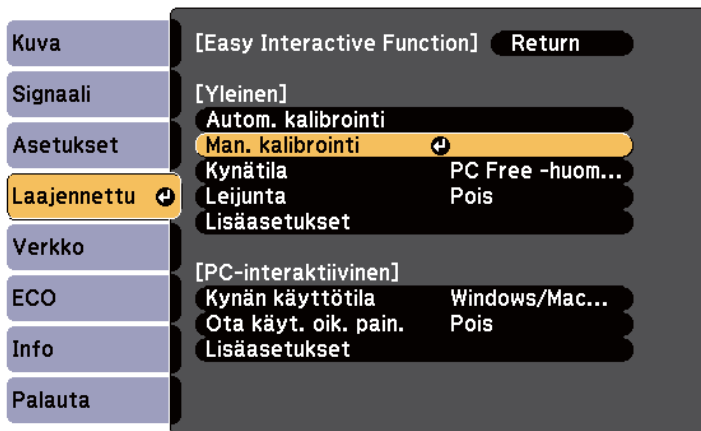 Kuva
Signaali
Asetukset
Laajennettu
Verkko
ECO
Info
Palauta
[Easy Interactive Function] Return
[Yleinen]
Autom. kalibrointi
Man. kalibrointi
Kynätila PC Free -huom...
Leijunta Pois
Lisäasetukset
[PC-interaktiivinen]
Kynän käyttötila Windows/Mac...
Ota käyt. oik. pain. Pois
Lisäasetukset